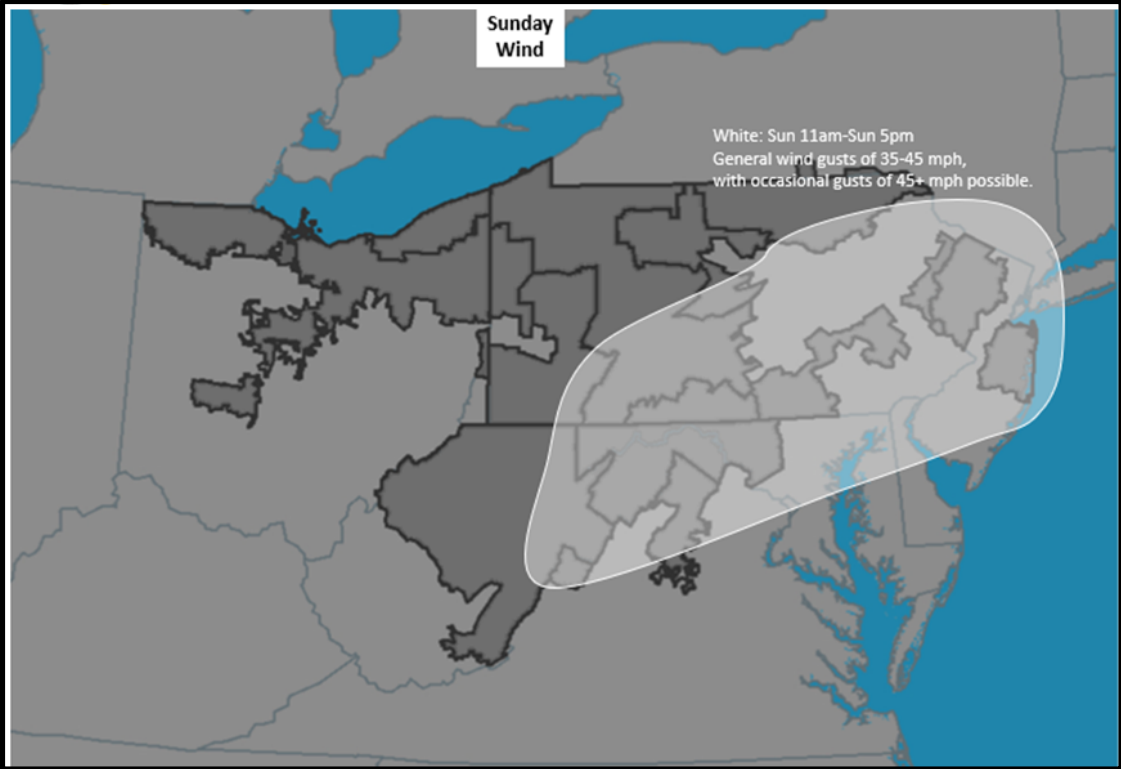 Sunday
Wind
White: Sun 11am-Sun 5pm
General wind gusts of 35-45 mph,
with occasional gusts of 45+ mph possible.